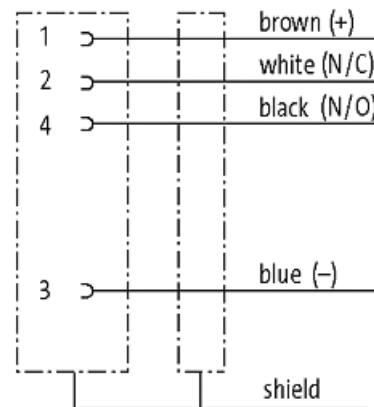 1 brown (+)
2 white (N/C)
4 black (N/O)
3 blue (–)
shield